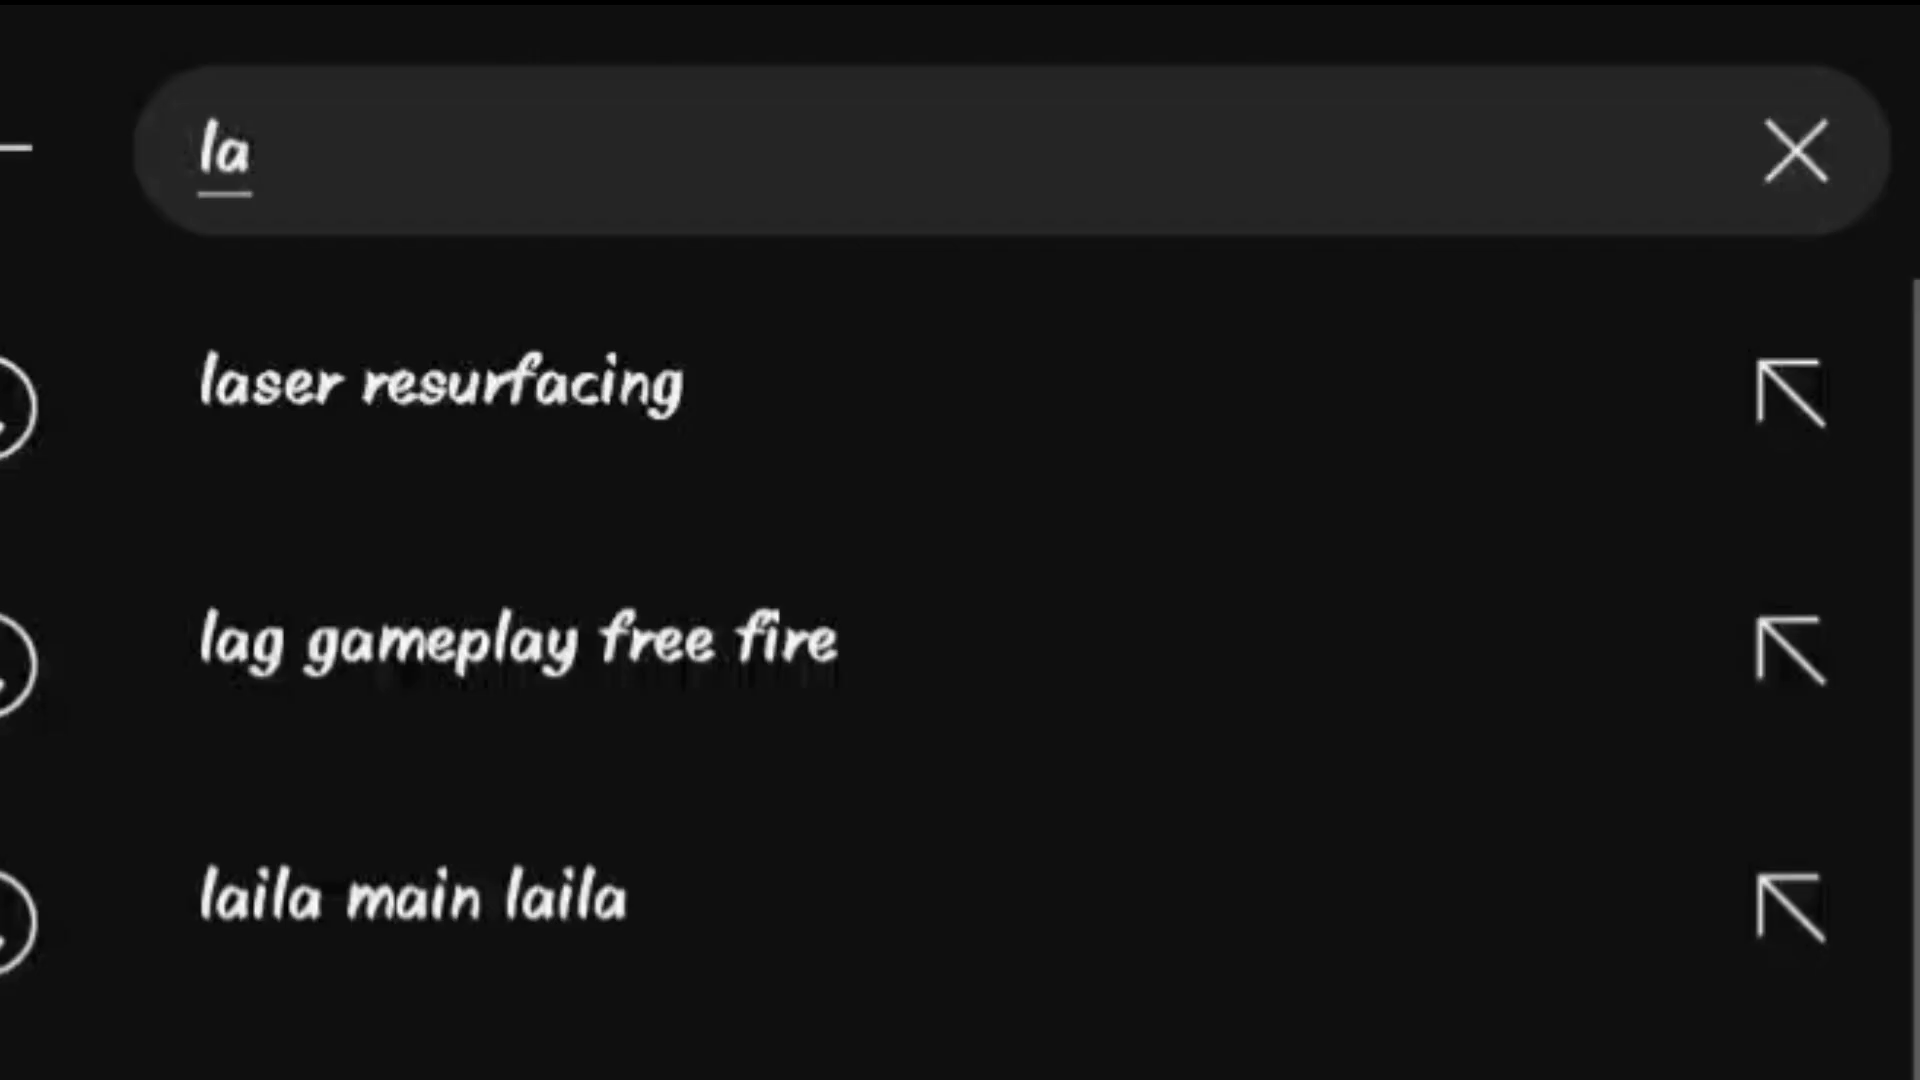 la
laser resurfacing
lag gameplay free fire
laila main laila